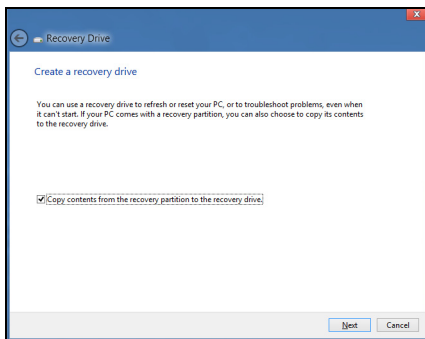 Recovery Drive
Create a recovery drive
You can use a recovery drive to refresh or reset your PC, or to troubleshoot problems, even when
it can't start. If your PC comes with a recovery partition, you can also choose to copy its contents
to the recovery drive.
Copy contents from the recovery partition to the recovery drive.
Next Cancel